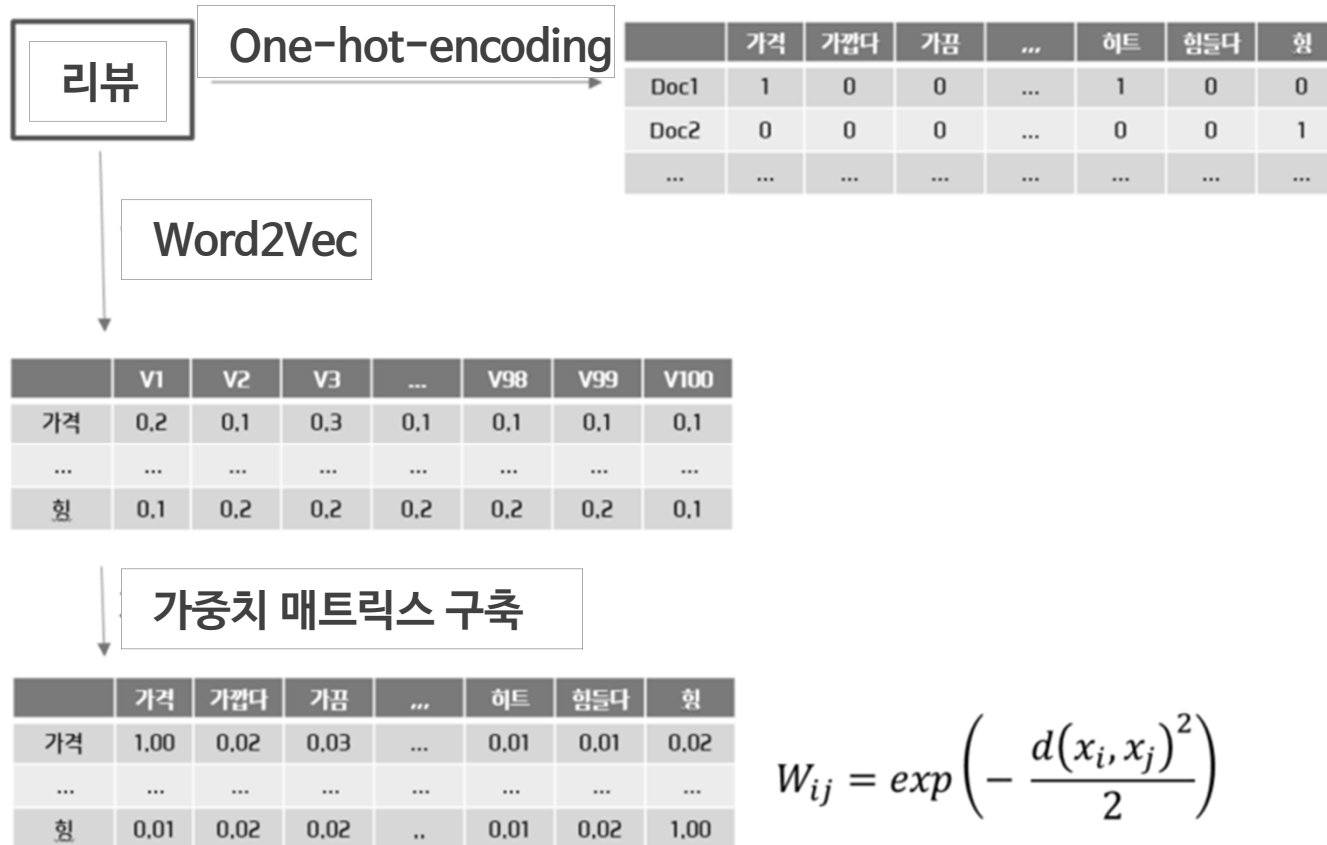 리뷰
One-hot-encoding
가격 가깝다 가끔 ,,, 히트 힘들다 힝
Doc1 1 0 0 ... 1 0 0
Doc2 0 0 0 ... 0 0 1
... ... ... ... ... ... ... ...
Word2Vec
V1 V2 V3 ... V98 V99 V100
가격 0.2 0.1 0.3 0.1 0.1 0.1 0.1
... ... ... ... ... ... ... ...
힝 0.1 0.2 0.2 0.2 0.2 0.2 0.1
가중치 매트릭스 구축
가격 가깝다 가끔 ,,, 히트 힘들다 힝
가격 1.00 0.02 0.03 ... 0.01 0.01 0.02
... ... ... ... ... ... ... ...
힝 0.01 0.02 0.02 .. 0.01 0.02 1.00
W_{ij} = exp(− d(x_i, x_j)^2 / 2)